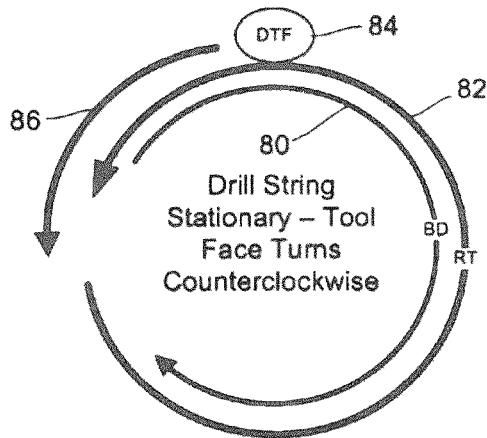 DTF
84
82
86
80
Drill String
Stationary – Tool
Face Turns
Counterclockwise
BD
RT